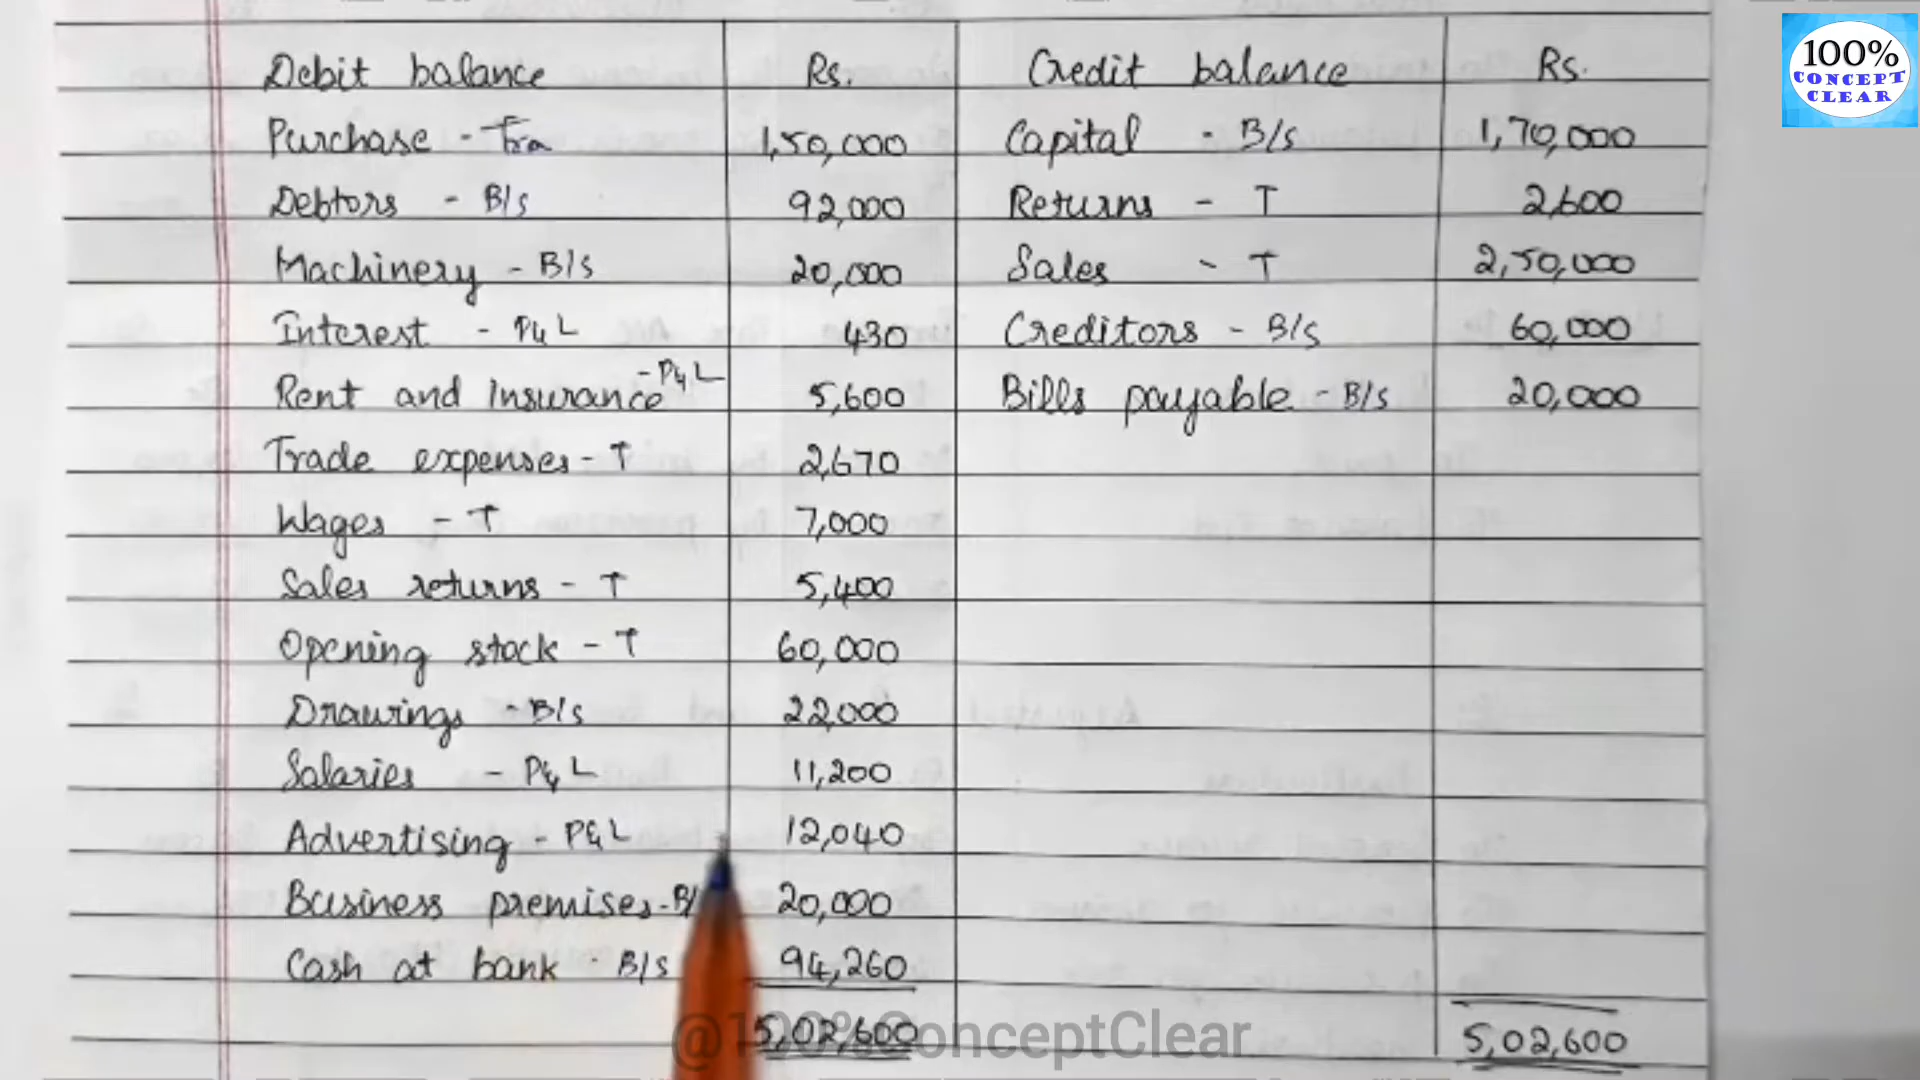 Debit balance Rs. Credit balance Rs.
Purchase - Tra 1,50,000 Capital - B/s 1,70,000
Debtors - B/s 92,000 Returns - T 2,600
Machinery - B/s 20,000 Sales - T 2,50,000
Interest - P&L 430 Creditors - B/s 60,000
Rent and Insurance - P&L 5,600 Bills payable - B/s 20,000
Trade expenses - T 2,670
Wages - T 7,000
Sales returns - T 5,400
Opening stock - T 60,000
Drawings - B/s 22,000
Salaries - P&L 11,200
Advertising - P&L 12,040
Business premises - B/ 20,000
Cash at bank - B/s 94,260
5,02,600 5,02,600
100%
CONCEPT
CLEAR
@100%ConceptClear